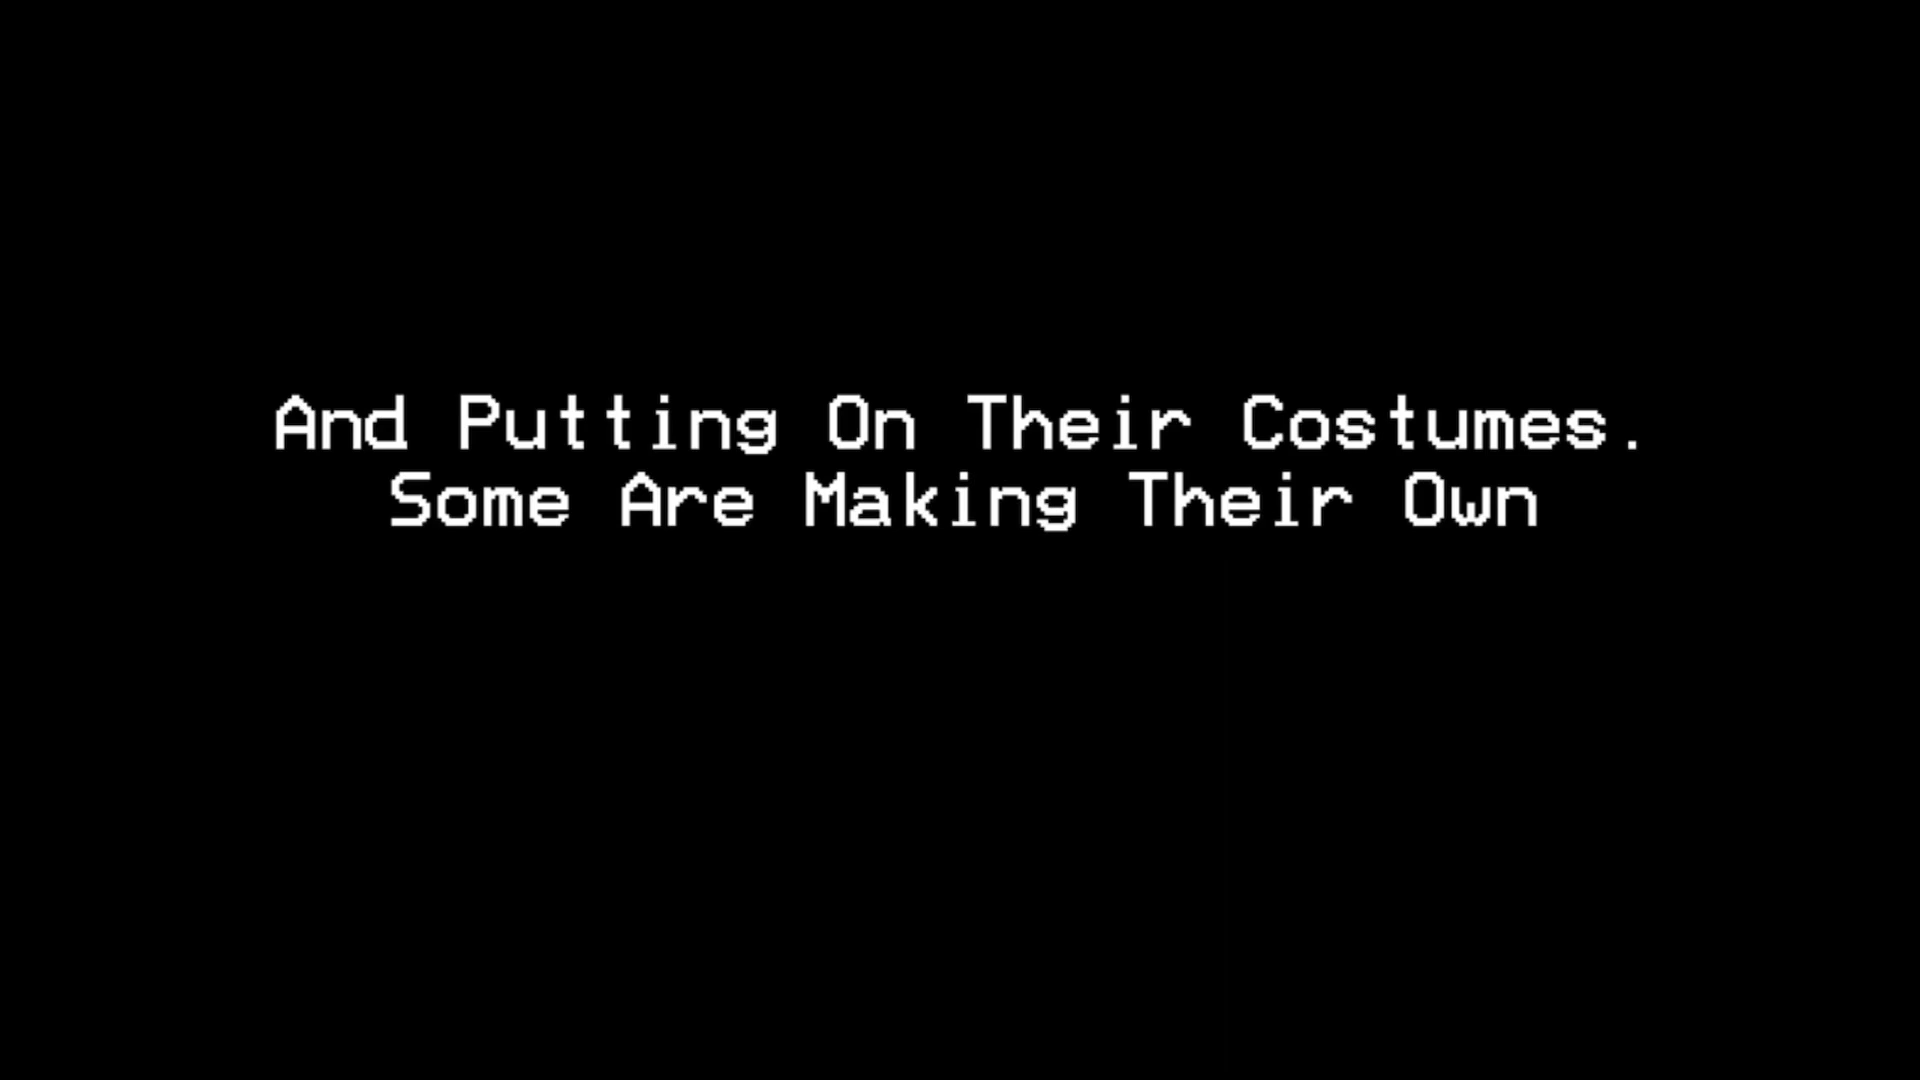 And Putting On Their Costumes.
Some Are Making Their Own